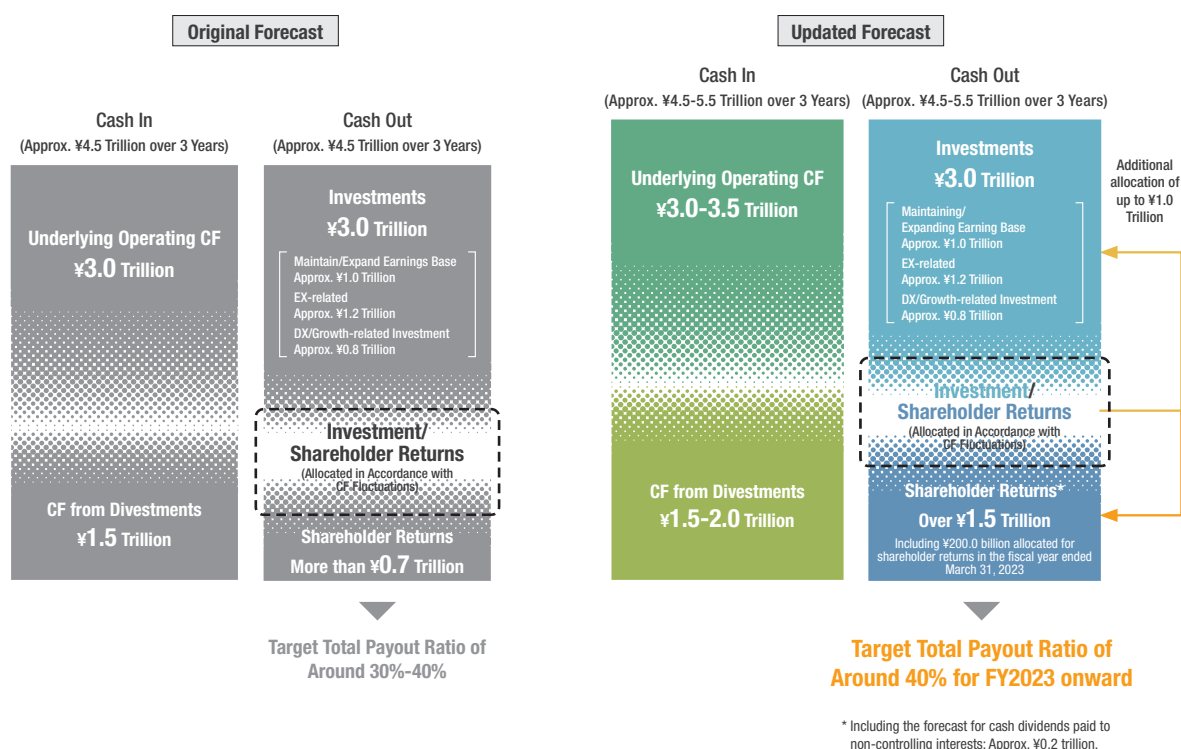 Original Forecast
Cash In
(Approx. ¥4.5 Trillion over 3 Years)
Underlying Operating CF
¥3.0 Trillion
CF from Divestments
¥1.5 Trillion
Cash Out
(Approx. ¥4.5 Trillion over 3 Years)
Investments
¥3.0 Trillion
Maintain/Expand Earnings Base
Approx. ¥1.0 Trillion
EX-related
Approx. ¥1.2 Trillion
DX/Growth-related Investment
Approx. ¥0.8 Trillion
Investment/
Shareholder Returns
(Allocated in Accordance with
CF Fluctuations)
Shareholder Returns
More than ¥0.7 Trillion
Target Total Payout Ratio of
Around 30%-40%
Updated Forecast
Cash In
(Approx. ¥4.5-5.5 Trillion over 3 Years)
Underlying Operating CF
¥3.0-3.5 Trillion
CF from Divestments
¥1.5-2.0 Trillion
Cash Out
(Approx. ¥4.5-5.5 Trillion over 3 Years)
Investments
¥3.0 Trillion
Maintaining/
Expanding Earning Base
Approx. ¥1.0 Trillion
EX-related
Approx. ¥1.2 Trillion
DX/Growth-related Investment
Approx. ¥0.8 Trillion
Investment/
Shareholder Returns
(Allocated in Accordance with
CF Fluctuations)
Shareholder Returns*
Over ¥1.5 Trillion
Including ¥200.0 billion allocated for
shareholder returns in the fiscal year ended
March 31, 2023
Additional
allocation of
up to ¥1.0
Trillion
Target Total Payout Ratio of
Around 40% for FY2023 onward
* Including the forecast for cash dividends paid to
non-controlling interests: Approx. ¥0.2 trillion.